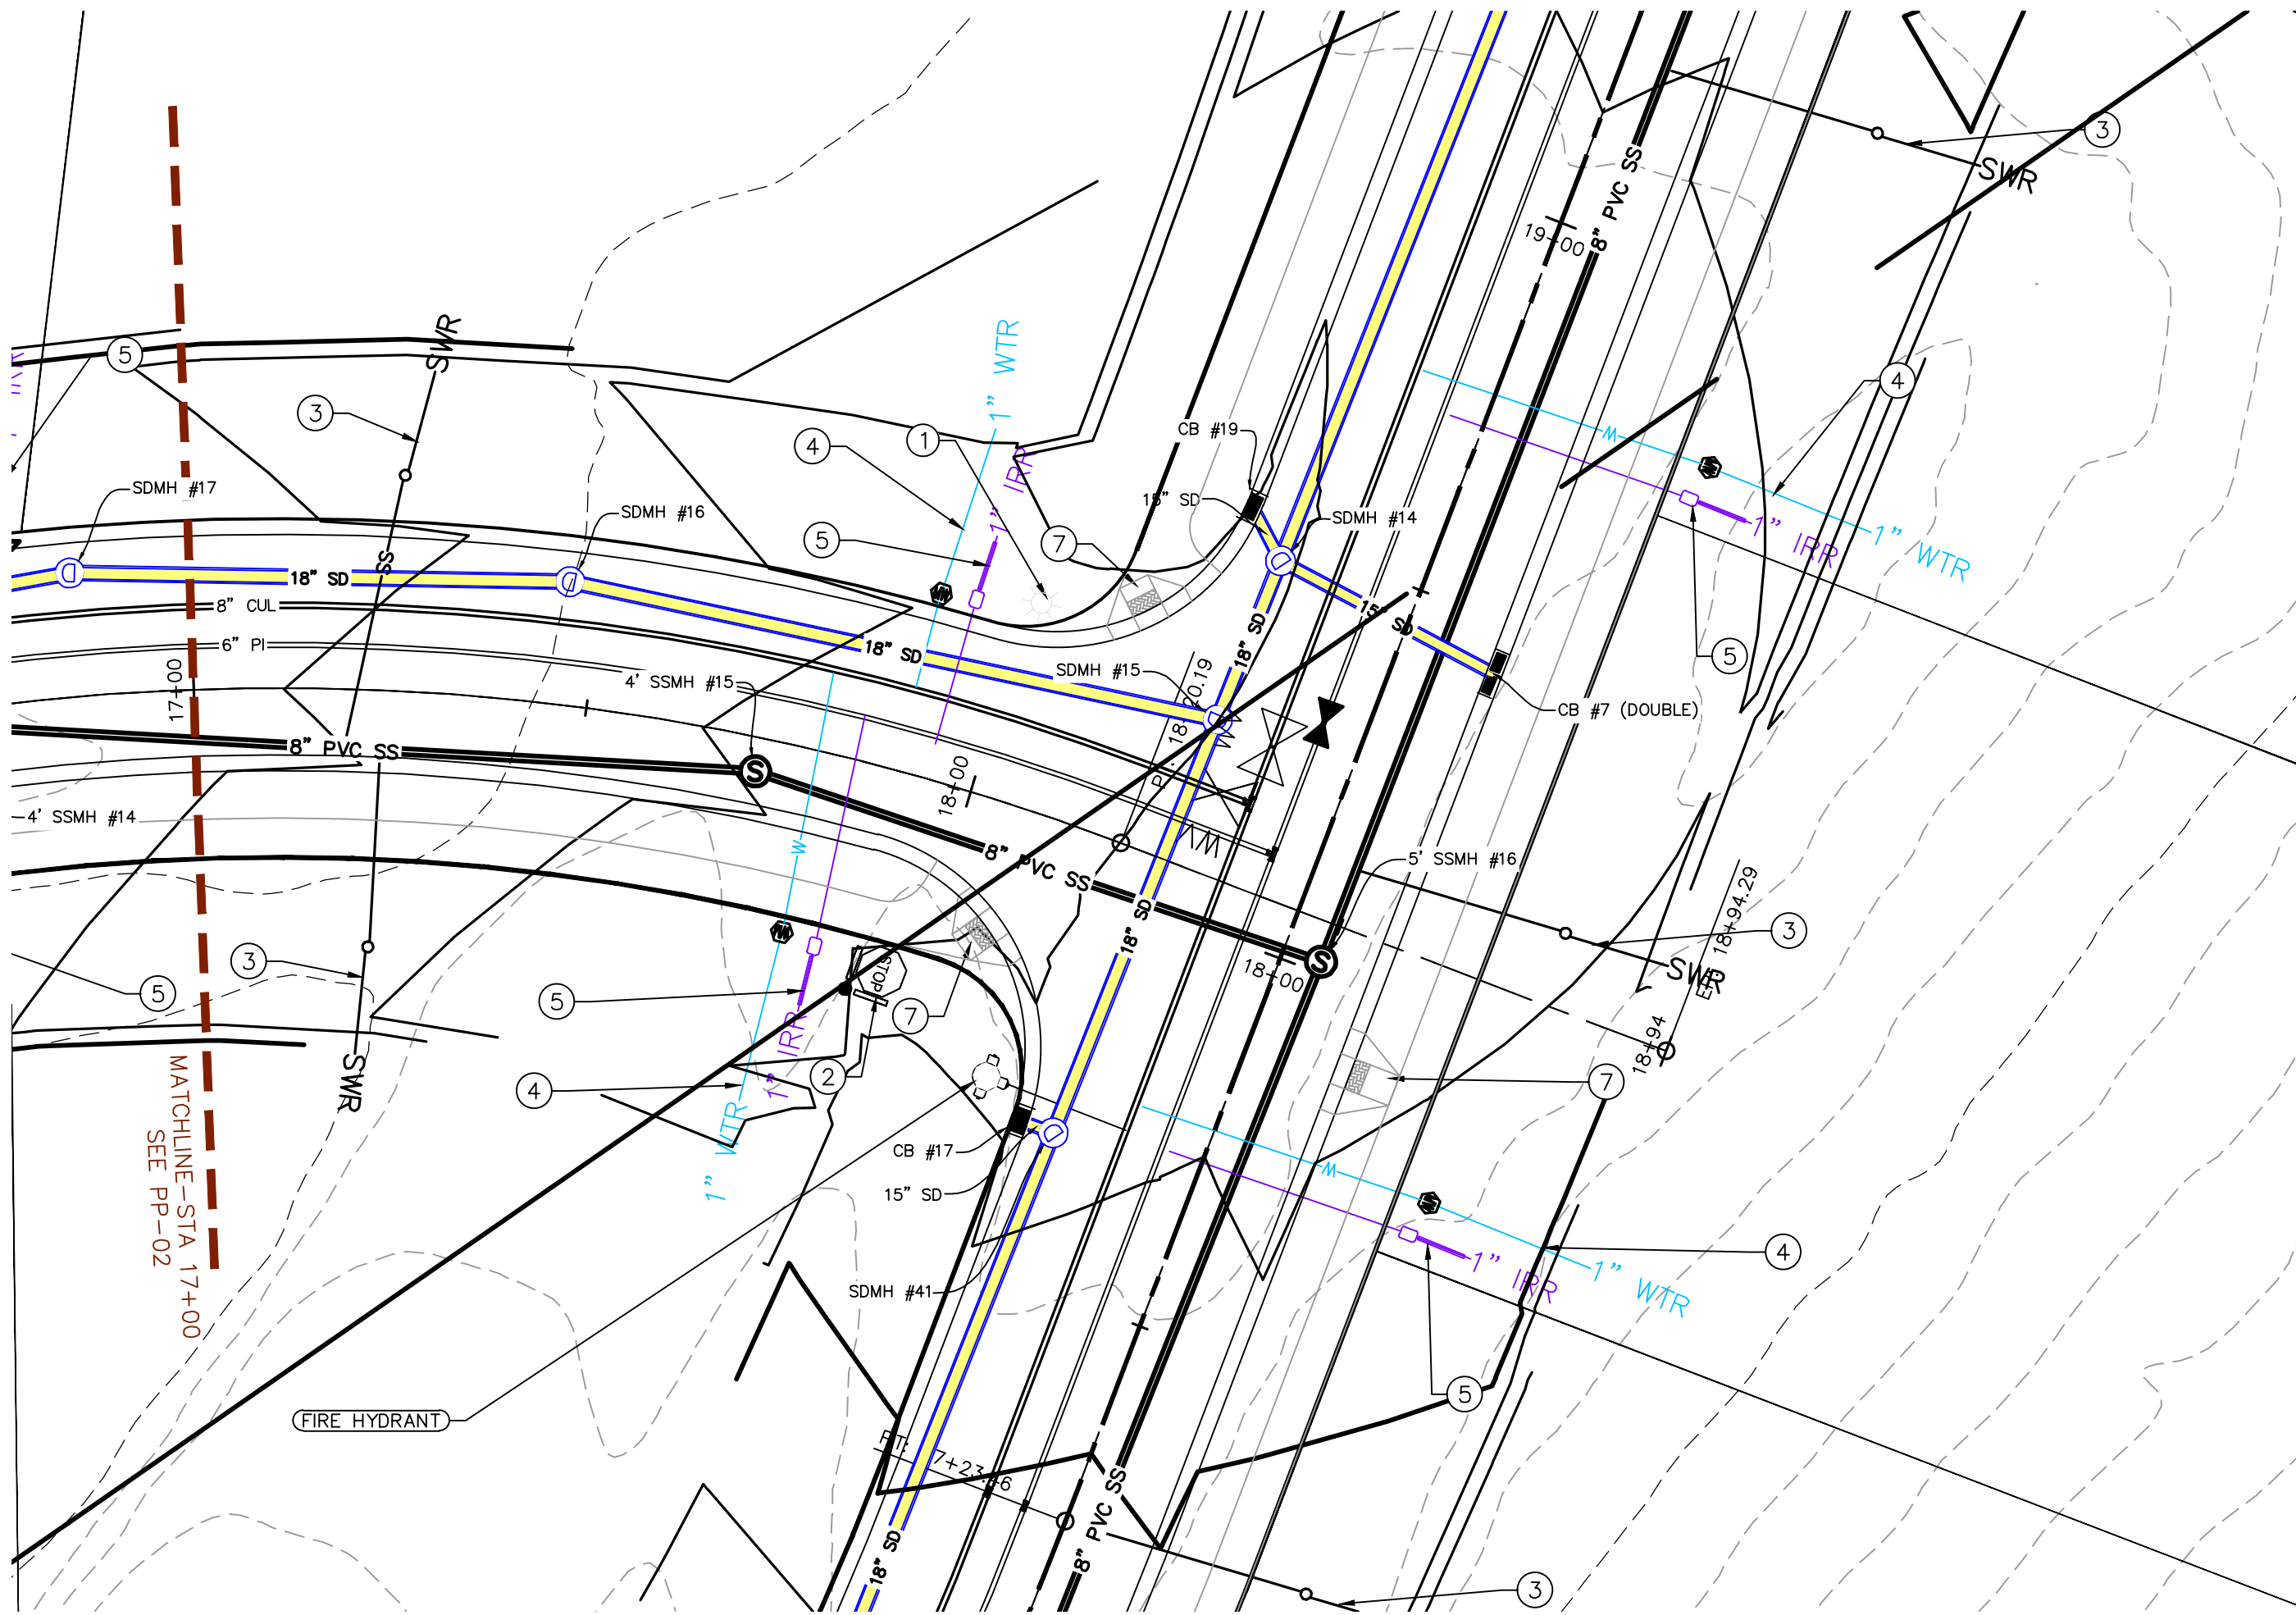 3
SWR
8" PVC SS
19+00
SWR
5
3
1" WTR
4
1
1" IRR
CB #19
4
SDMH #17
SDMH #16
5
7
15" SD
SDMH #14
1" IRR
1" WTR
W
SS
18" SD
8" CUL
6" PI
17+00
18" SD
4' SSMH #15
SDMH #15
18" SD
15" SD
5
CB #7 (DOUBLE)
8" PVC SS
S
18+00
4' SSMH #14
W
8" PVC SS
5' SSMH #16
18" SD
3
SWR
18+94.29
3
5
5
STOP
7
18+00
S
18+94
SWR
1" IRR
2
4
1" WTR
7
MATCHLINE-STA 17+00
SEE PP-02
CB #17
15" SD
W
4
SDMH #41
1" IRR
1" WTR
5
FIRE HYDRANT
8" PVC SS
18" SD
3